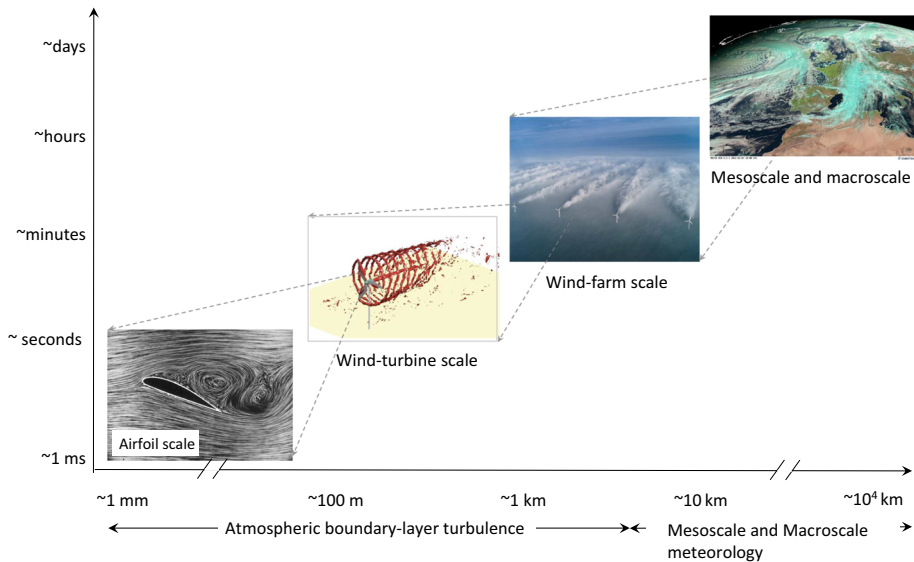 ~days
~hours
~minutes
~ seconds
~1 ms
Mesoscale and macroscale
Wind-farm scale
Wind-turbine scale
Airfoil scale
~1 mm
~100 m
~1 km
~10 km
~10⁴ km
Atmospheric boundary-layer turbulence
Mesoscale and Macroscale
meteorology